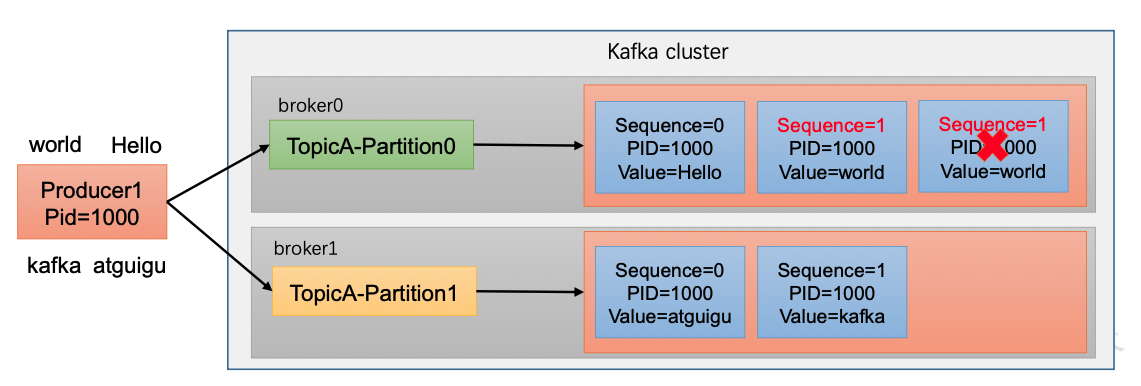 Kafka cluster
broker0
world Hello
Producer1
Pid=1000
kafka atguigu
TopicA-Partition0
Sequence=0
PID=1000
Value=Hello
Sequence=1
PID=1000
Value=world
Sequence=1
PID=1000
Value=world
broker1
TopicA-Partition1
Sequence=0
PID=1000
Value=atguigu
Sequence=1
PID=1000
Value=kafka